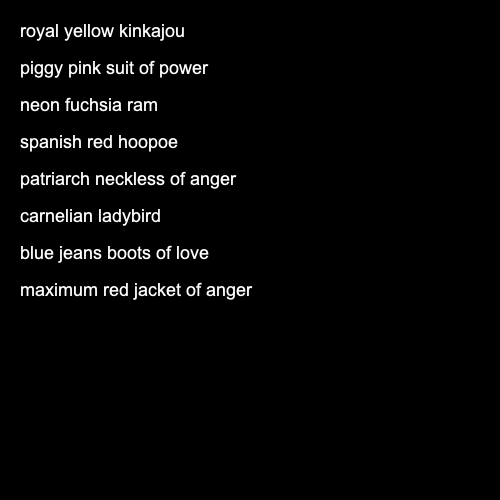 royal yellow kinkajou
piggy pink suit of power
neon fuchsia ram
spanish red hoopoe
patriarch neckless of anger
carnelian ladybird
blue jeans boots of love
maximum red jacket of anger